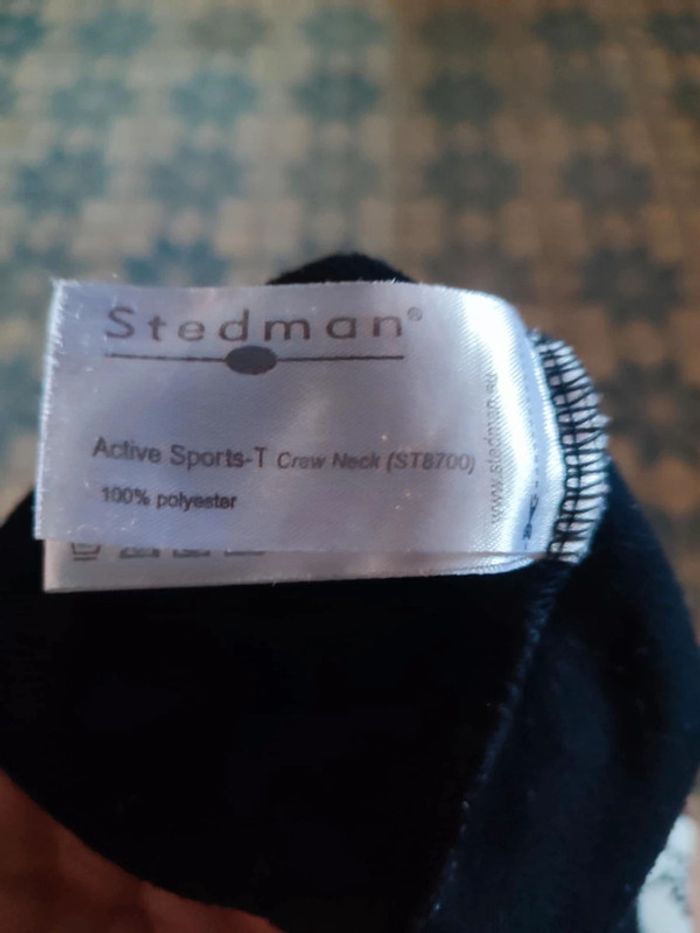 Stedman®
Active Sports-T Crew Neck (ST8700)
100% polyester
www.stedman.eu